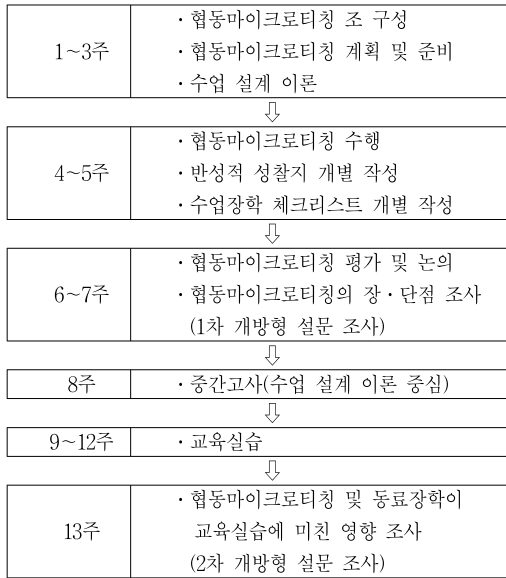 1~3주
· 협동마이크로티칭 조 구성
· 협동마이크로티칭 계획 및 준비
· 수업 설계 이론
4~5주
· 협동마이크로티칭 수행
· 반성적 성찰지 개별 작성
· 수업장학 체크리스트 개별 작성
6~7주
· 협동마이크로티칭 평가 및 논의
· 협동마이크로티칭의 장 · 단점 조사
(1차 개방형 설문 조사)
8주
· 중간고사(수업 설계 이론 중심)
9~12주
· 교육실습
13주
· 협동마이크로티칭 및 동료장학이
교육실습에 미친 영향 조사
(2차 개방형 설문 조사)